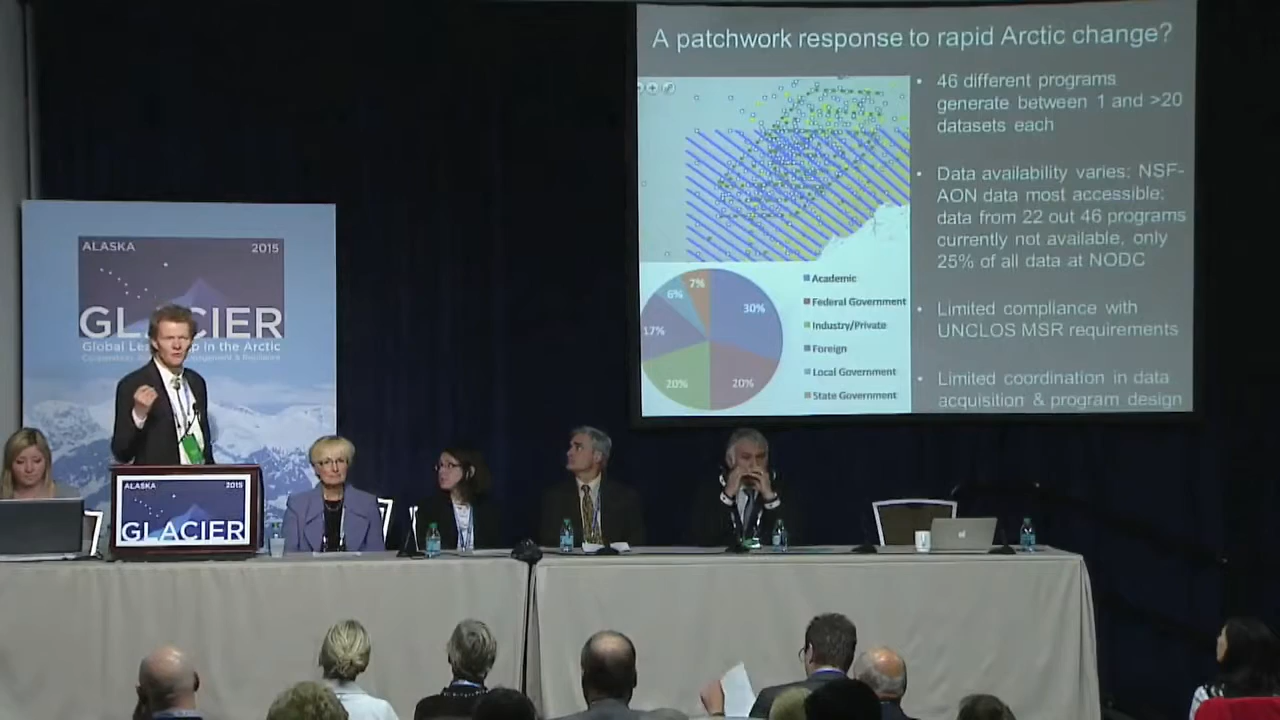 A patchwork response to rapid Arctic change?
• 46 different programs
generate between 1 and >20
datasets each
• Data availability varies: NSF-
AON data most accessible;
data from 22 out 46 programs
currently not available, only
25% of all data at NODC
• Limited compliance with
UNCLOS MSR requirements
• Limited coordination in data
acquisition & program design
7%
6%
30%
17%
20%
20%
Academic
Federal Government
Industry/Private
Foreign
Local Government
State Government
ALASKA 2015
GLACIER
Global in the Arctic
ALASKA 2015
GLACIER